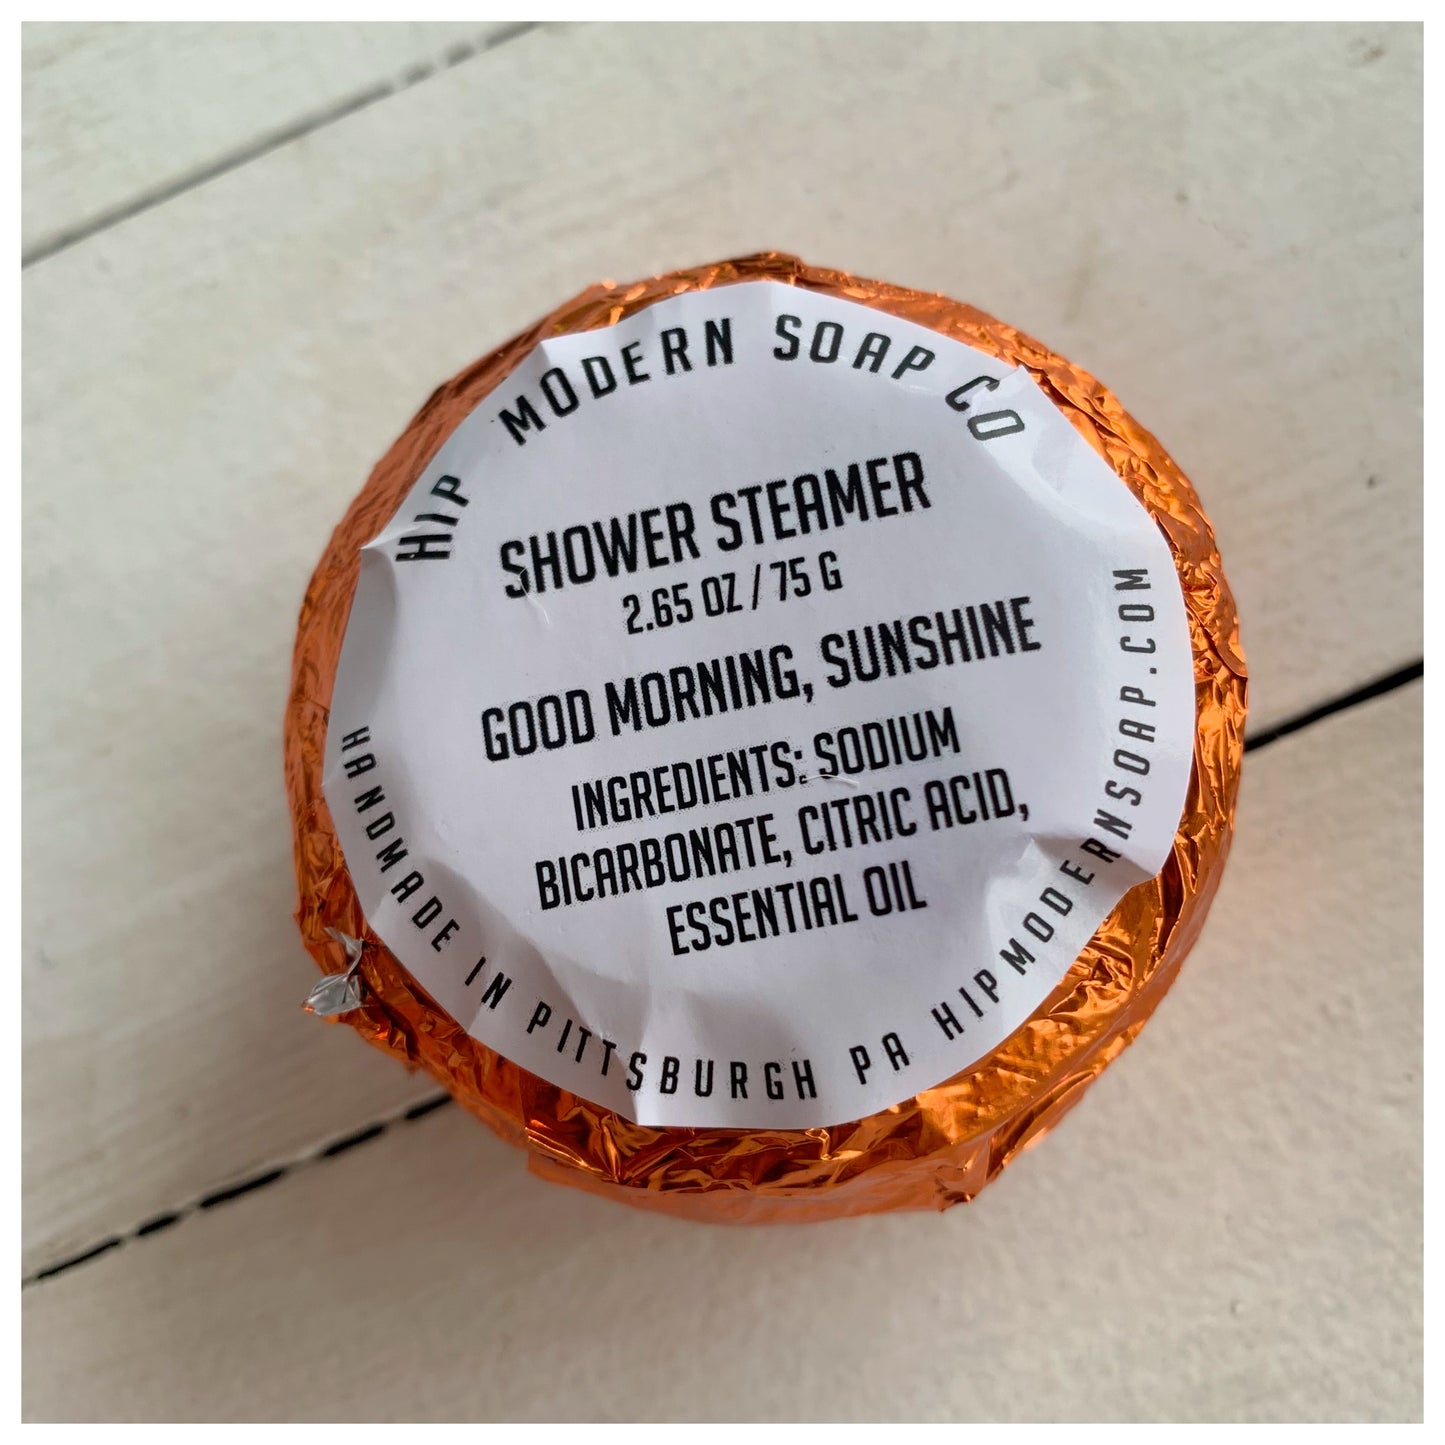 HIP MODERN SOAP CO
SHOWER STEAMER
2.65 OZ / 75 G
GOOD MORNING, SUNSHINE
INGREDIENTS: SODIUM
BICARBONATE, CITRIC ACID,
ESSENTIAL OIL
HANDMADE IN PITTSBURGH PA HIPMODERNSOAP.COM